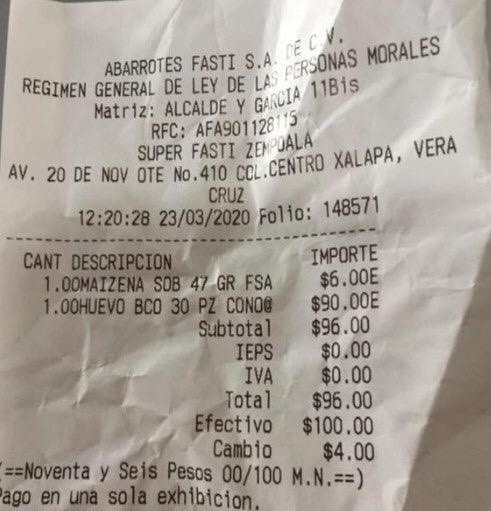 ABARROTES FASTI S.A. DE C.V.
REGIMEN GENERAL DE LEY DE LAS PERSONAS MORALES
Matriz: ALCALDE Y GARCIA 11Bis
RFC: AFA901128115
SUPER FASTI ZEMPOALA
AV. 20 DE NOV OTE No.410 COL.CENTRO XALAPA, VERA
CRUZ
12:20:28 23/03/2020 Folio: 148571
CANT DESCRIPCION IMPORTE
1.00MAIZENA SOB 47 GR FSA $6.00E
1.00HUEVO BCO 30 PZ CONO@ $90.00E
Subtotal $96.00
IEPS $0.00
IVA $0.00
Total $96.00
Efectivo $100.00
Cambio $4.00
(==Noventa y Seis Pesos 00/100 M.N.==)
Pago en una sola exhibicion.